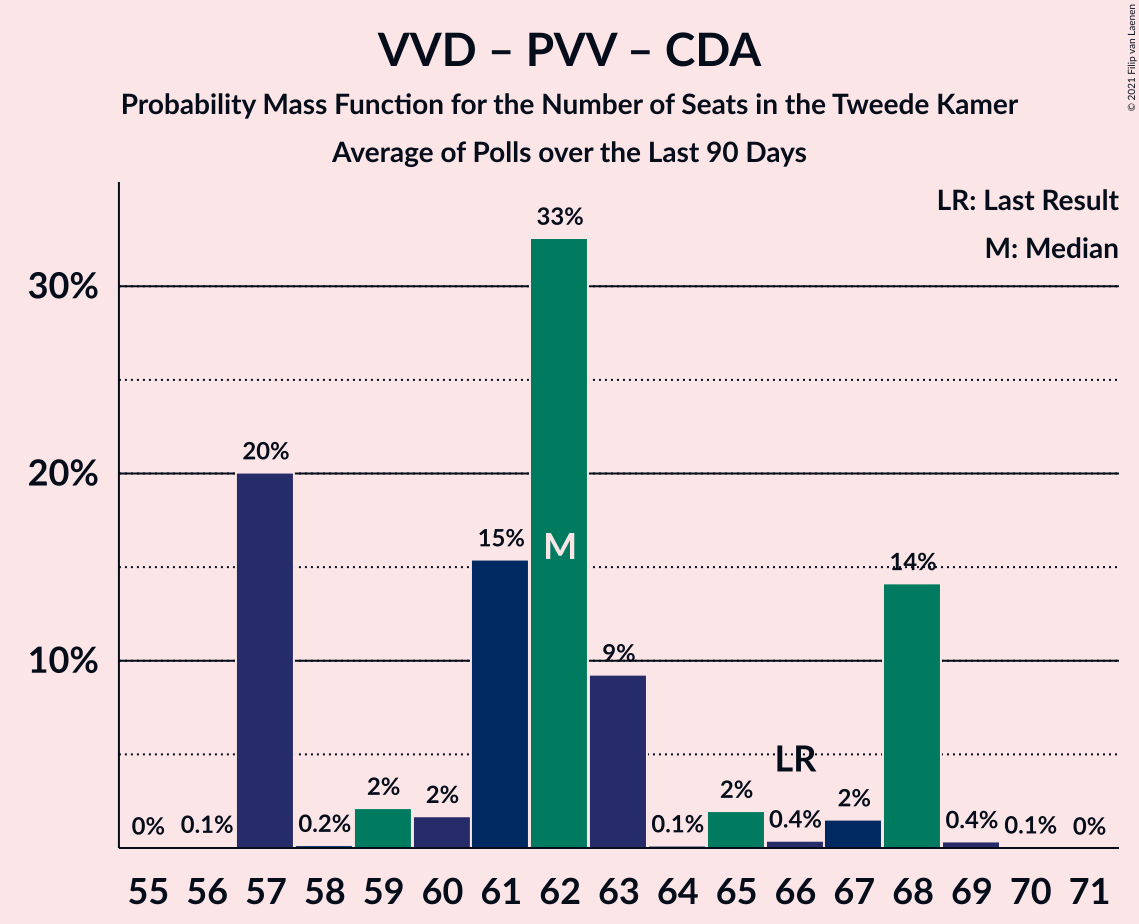 VVD – PVV – CDA
Probability Mass Function for the Number of Seats in the Tweede Kamer
Average of Polls over the Last 90 Days
© 2021 Filip van Laenen
LR: Last Result
M: Median
30%
20%
10%
0%
0.1%
20%
0.2%
2%
2%
15%
33%
M
9%
0.1%
2%
0.4%
LR
2%
14%
0.4%
0.1%
0%
55 56 57 58 59 60 61 62 63 64 65 66 67 68 69 70 71